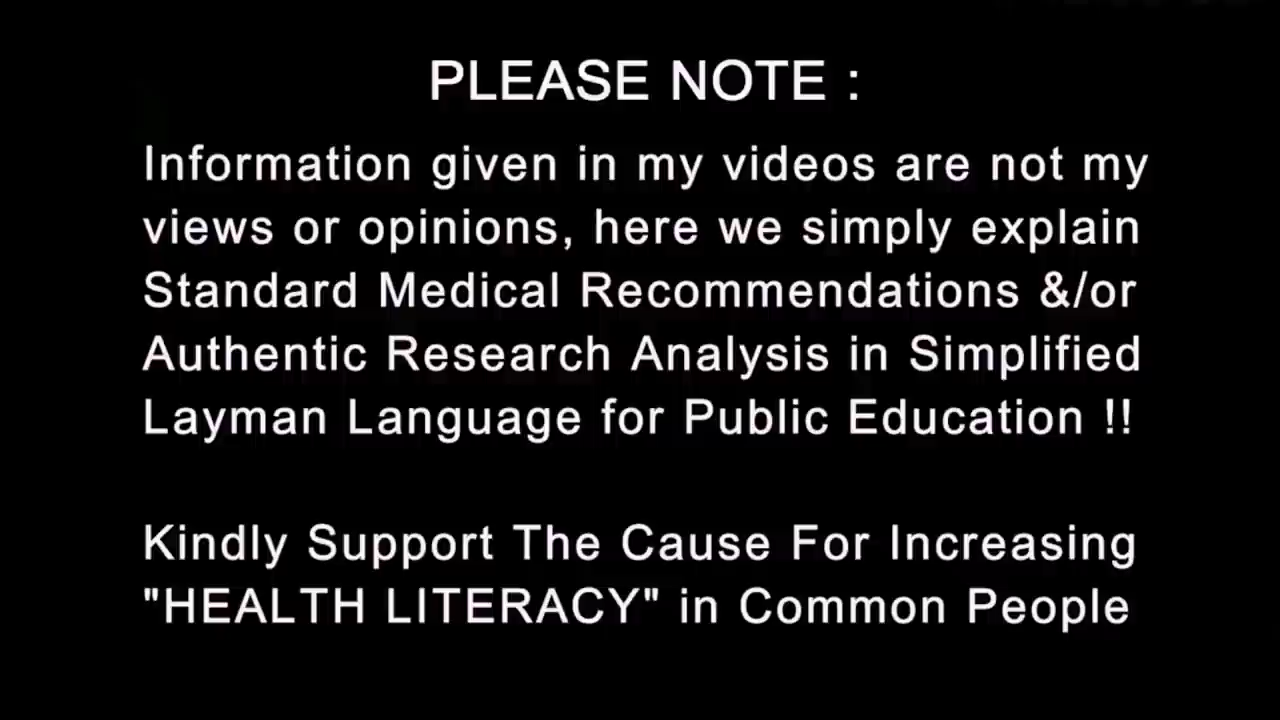 PLEASE NOTE :
Information given in my videos are not my
views or opinions, here we simply explain
Standard Medical Recommendations &/or
Authentic Research Analysis in Simplified
Layman Language for Public Education !!
Kindly Support The Cause For Increasing
"HEALTH LITERACY" in Common People